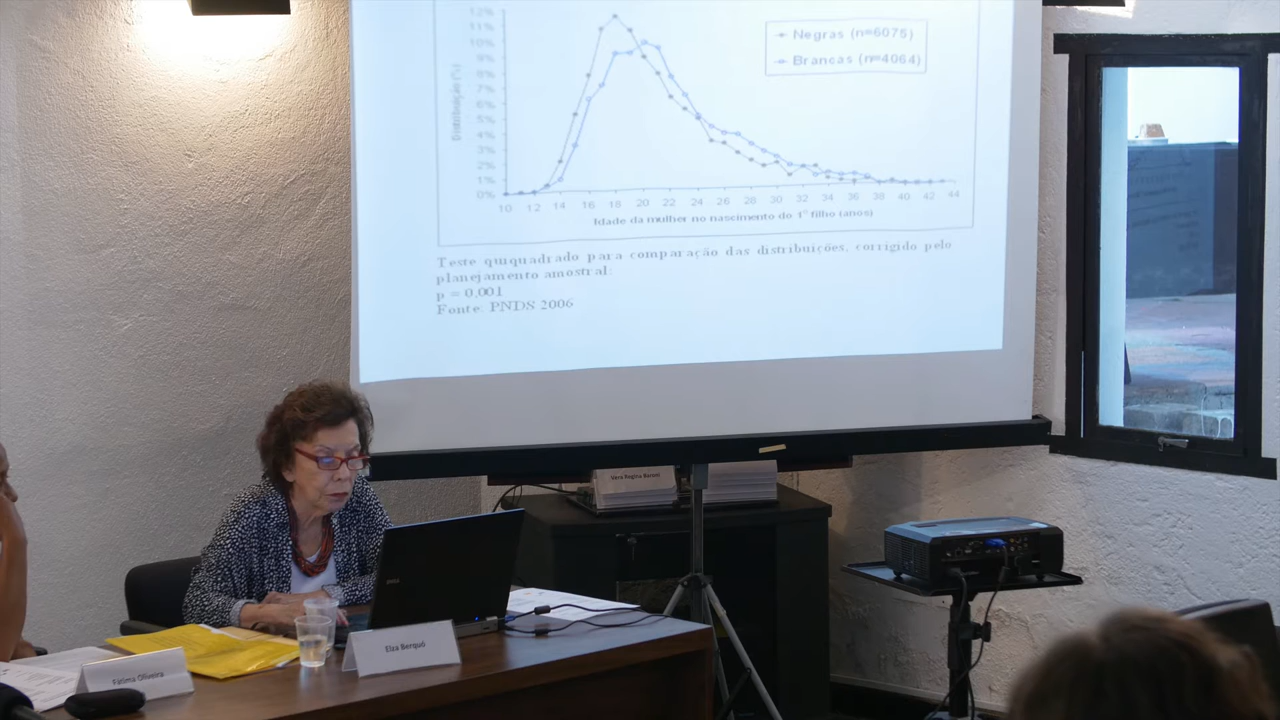 12%
11%
10%
9%
8%
7%
6%
5%
4%
3%
2%
1%
0%
Distribuição(%)
Negras (n=6075)
Brancas (n=4064)
10 12 14 16 18 20 22 24 26 28 30 32 34 36 38 40 42 44
Idade da mulher no nascimento do 1º filho (anos)
Teste quiquadrado para comparação das distribuições, corrigido pelo
planejamento amostral:
p = 0,001
Fonte: PNDS 2006
Vera Regina Baroni
DELL
Elza Berquó
Fátima Oliveira